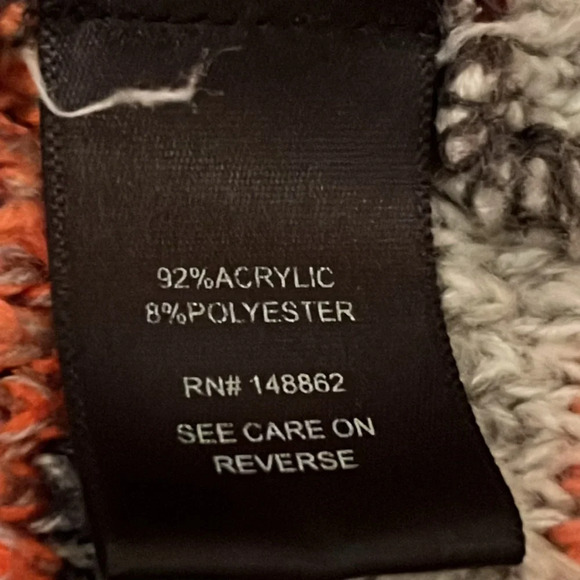 92%ACRYLIC
8%POLYESTER
RN# 148862
SEE CARE ON
REVERSE